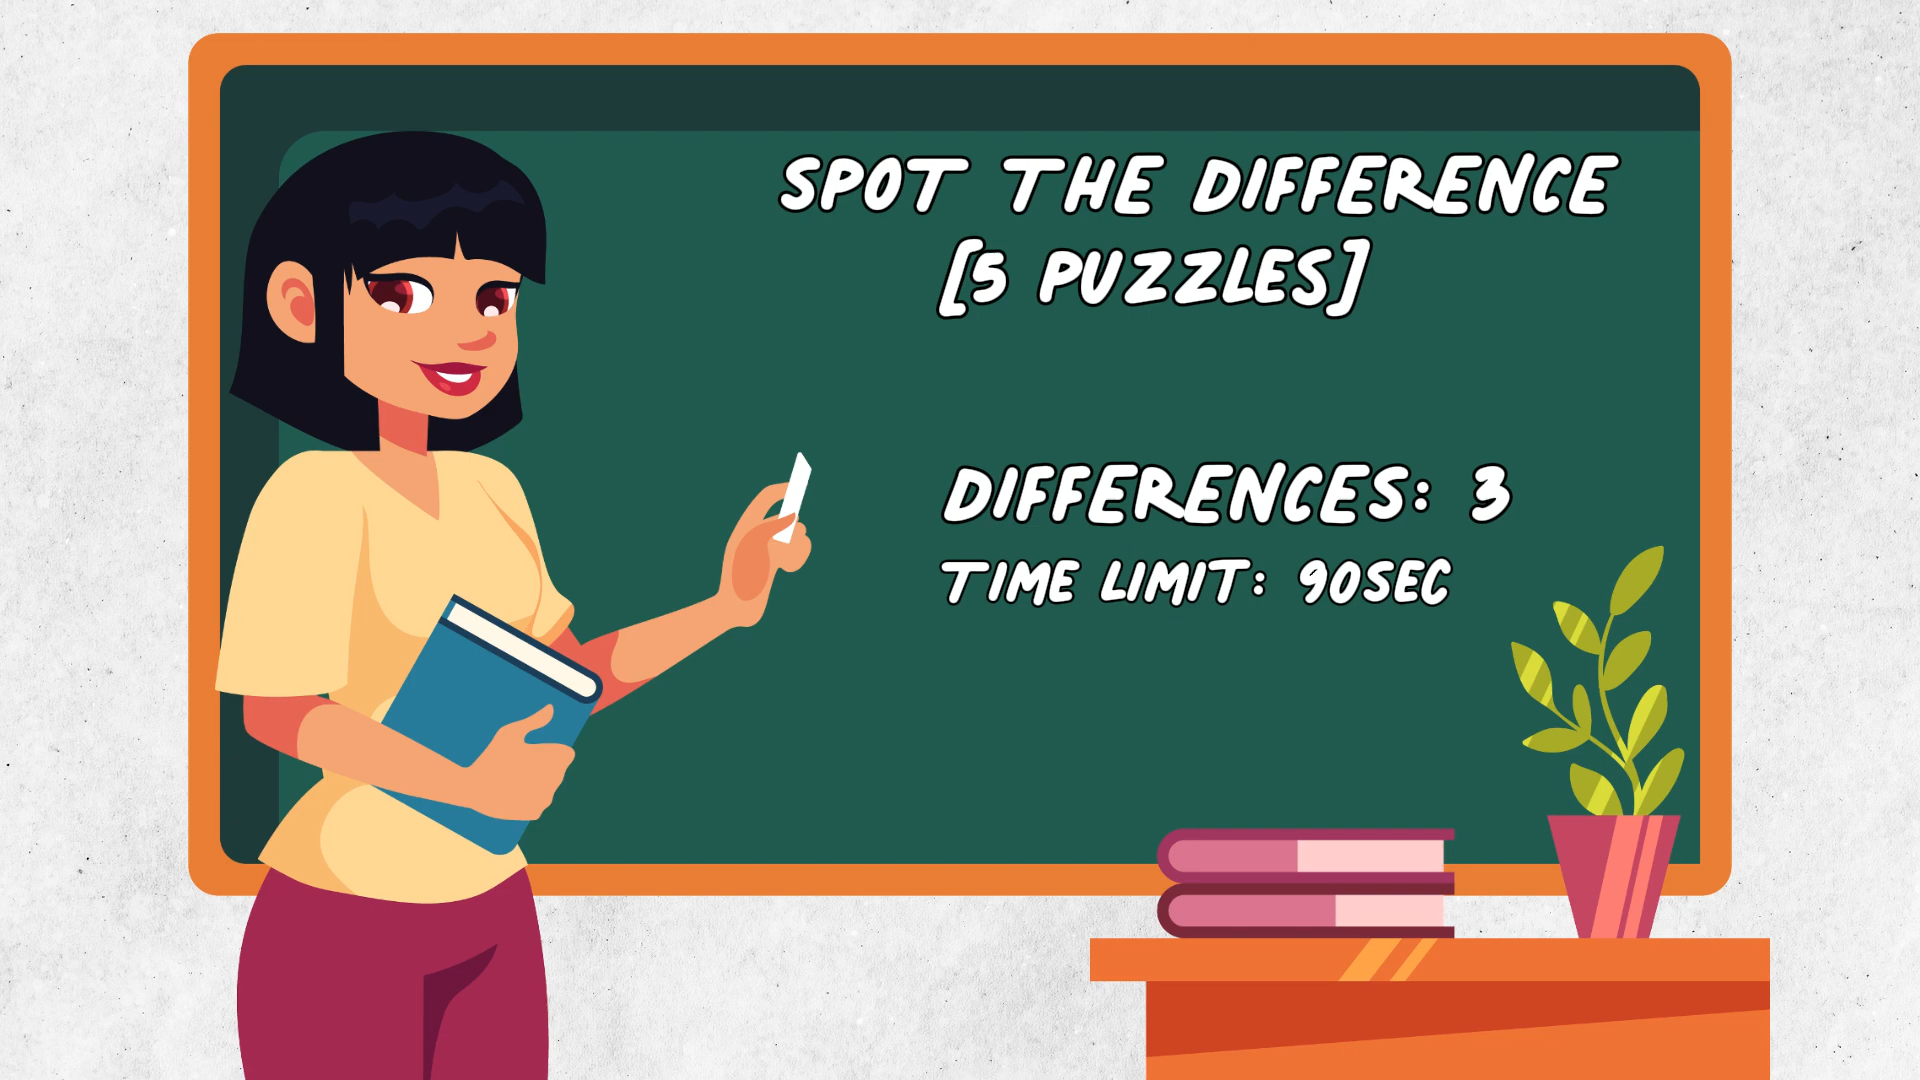 SPOT THE DIFFERENCE
[5 PUZZLES]
DIFFERENCES: 3
TIME LIMIT: 90SEC